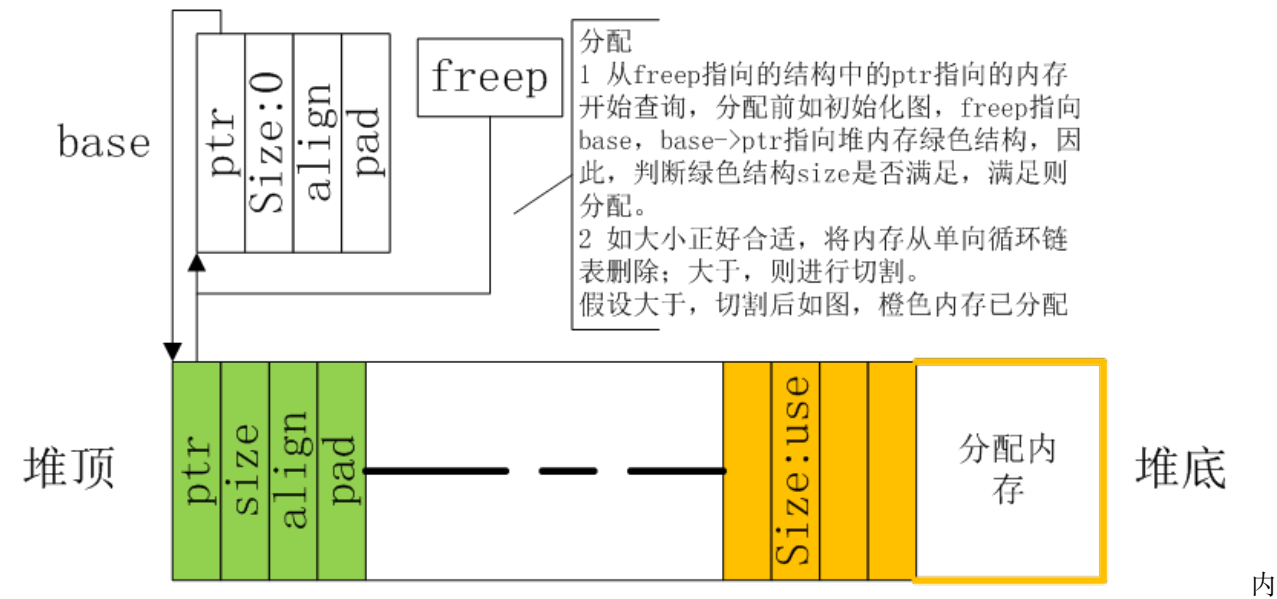 base
ptr
Size:0
align
pad
freep
分配
1 从freep指向的结构中的ptr指向的内存
开始查询，分配前如初始化图，freep指向
base，base->ptr指向堆内存绿色结构，因
此，判断绿色结构size是否满足，满足则
分配。
2 如大小正好合适，将内存从单向循环链
表删除；大于，则进行切割。
假设大于，切割后如图，橙色内存已分配
堆顶
ptr
size
align
pad
Size:use
分配内
存
堆底
内